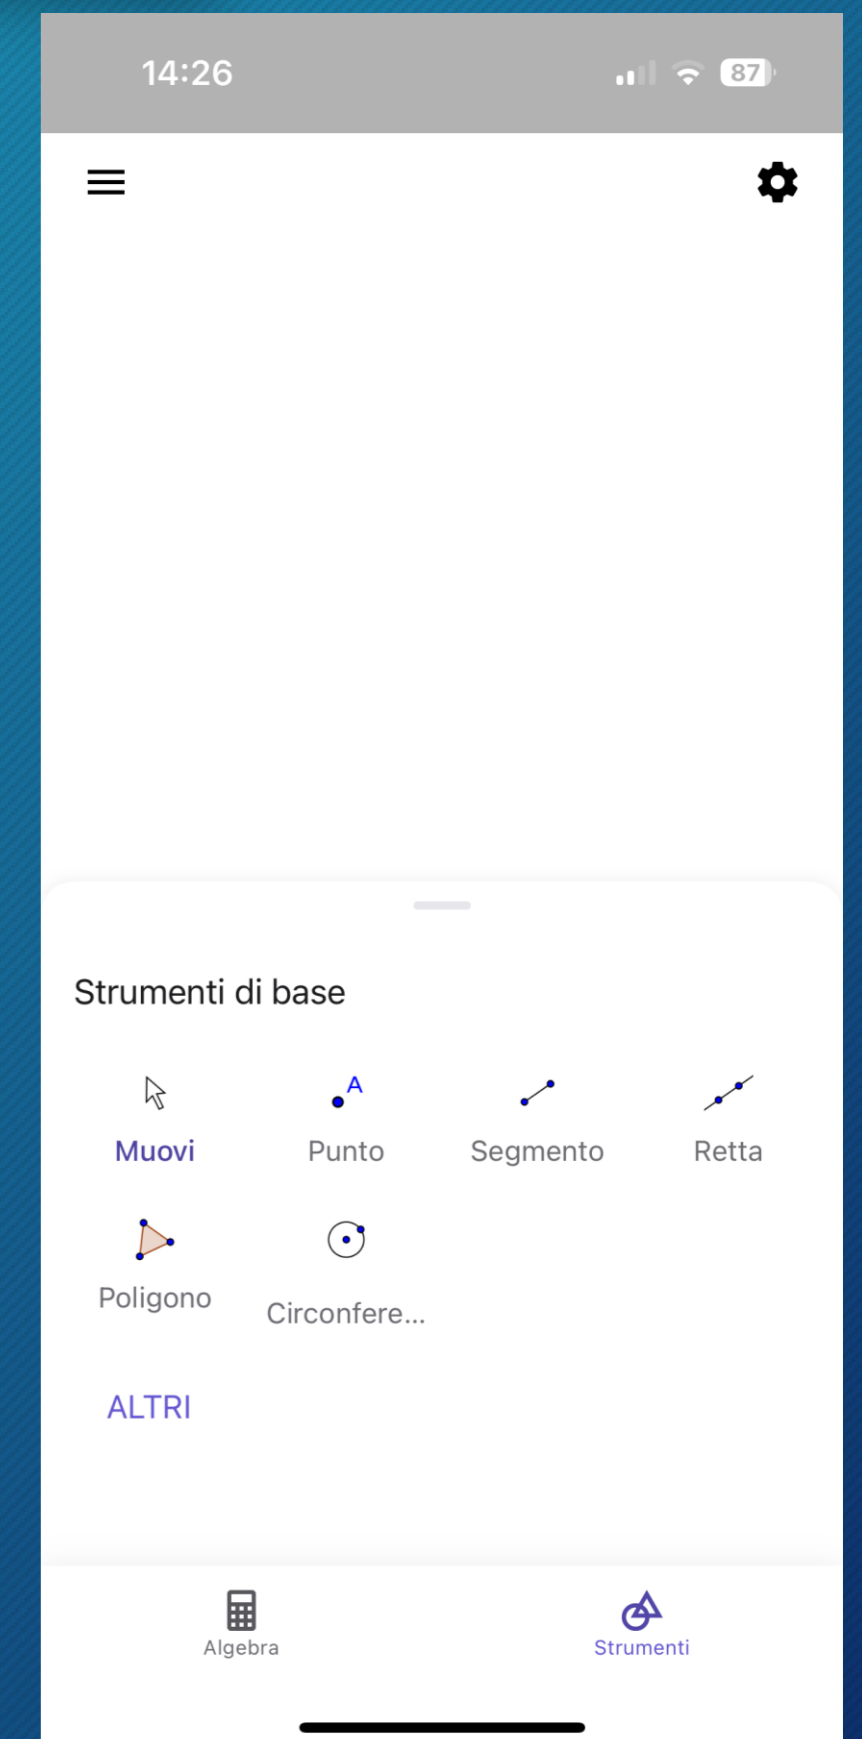 14:26 87
Strumenti di base
A
Muovi Punto Segmento Retta
Poligono Circonfere...
ALTRI
Algebra Strumenti